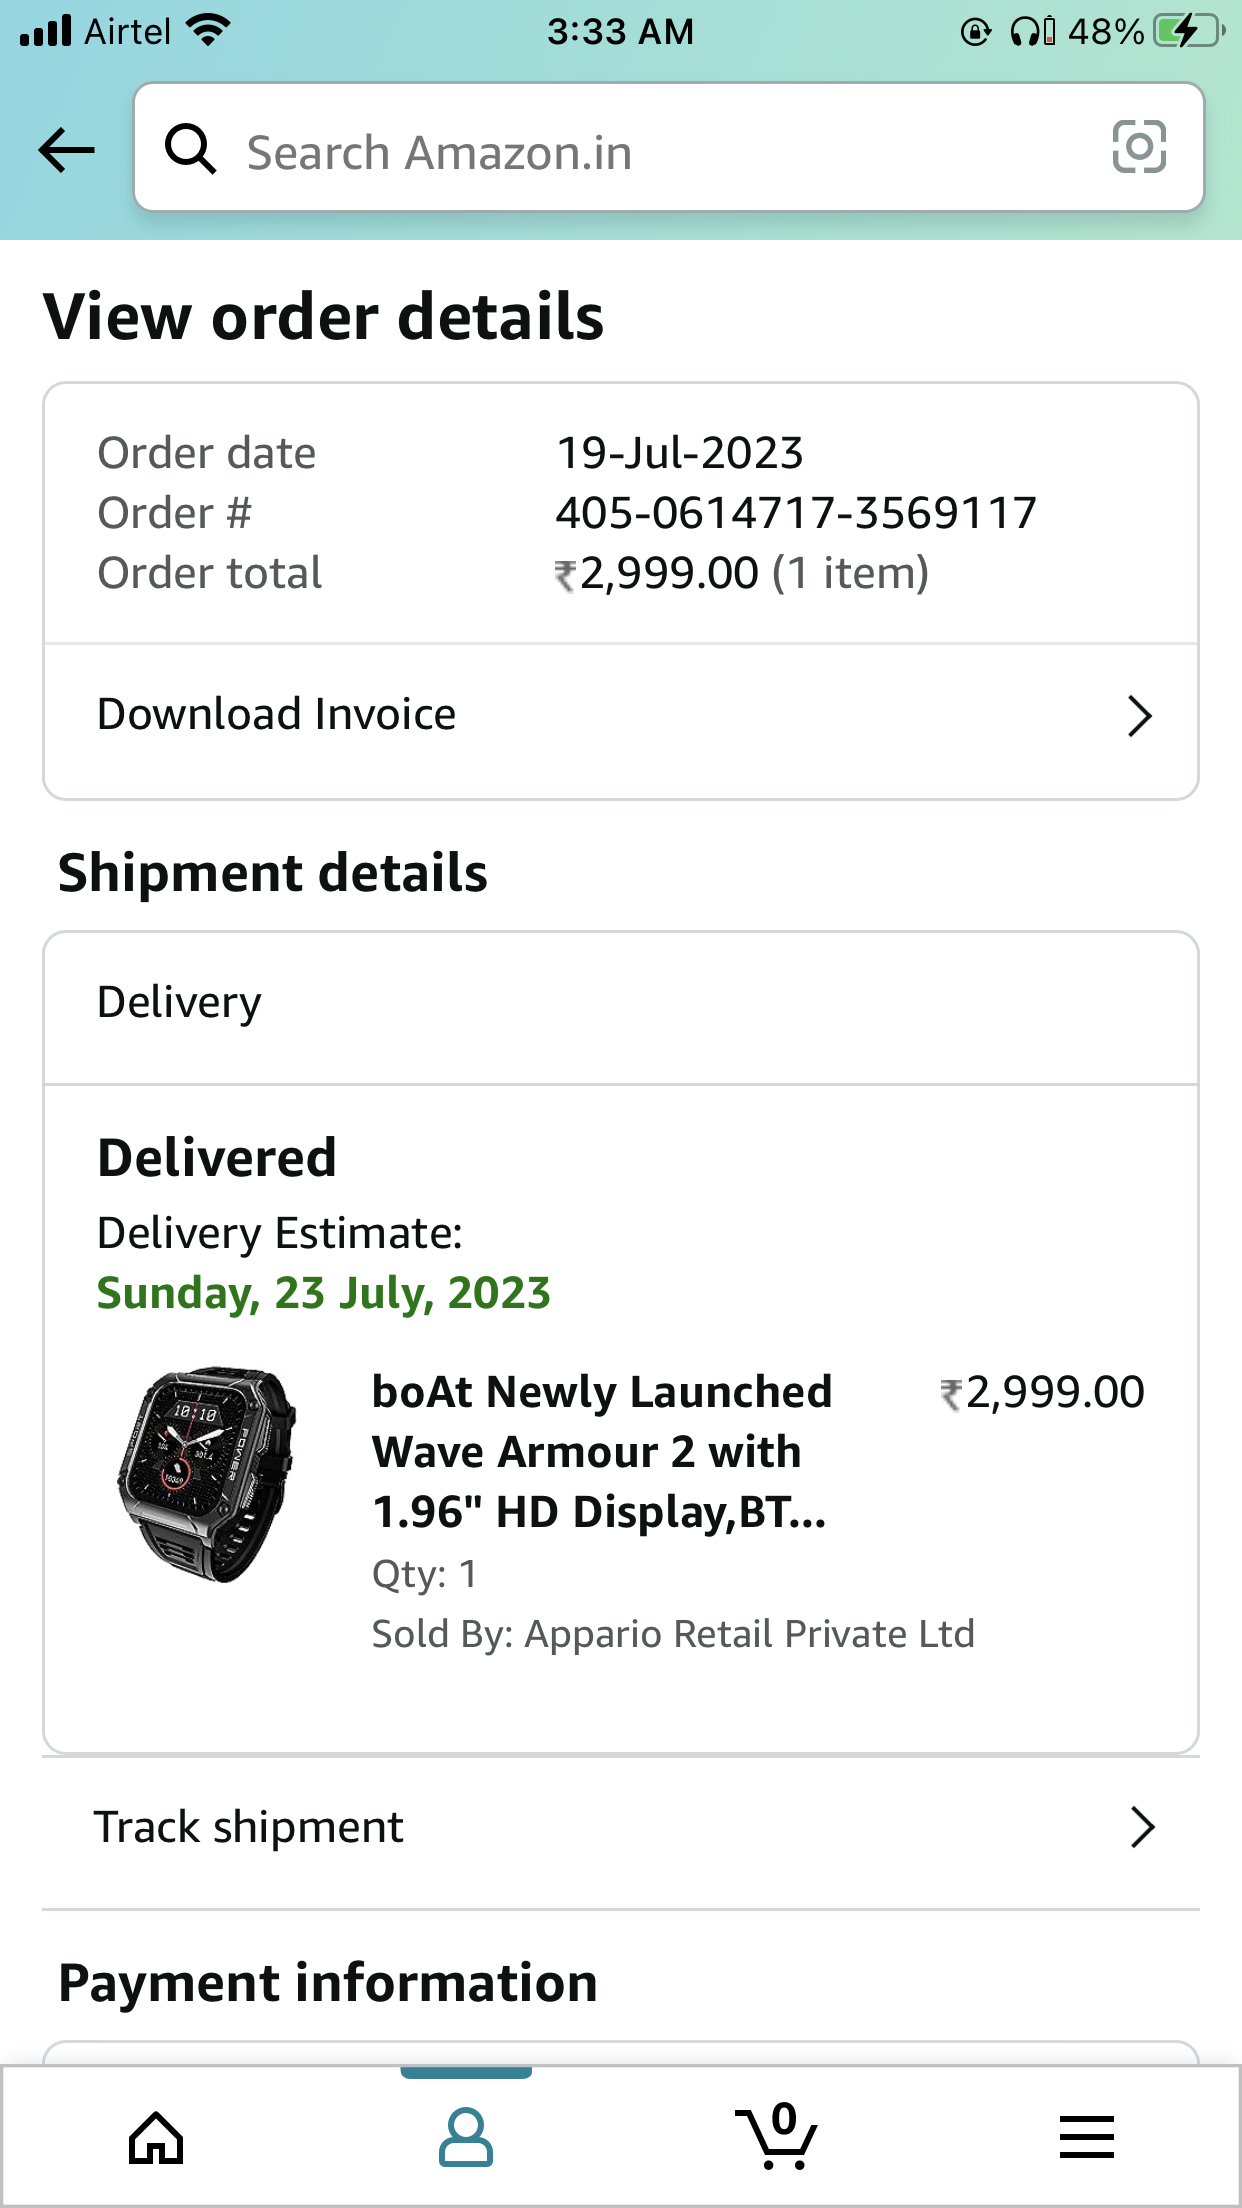 Airtel 3:33 AM 48%
Search Amazon.in
View order details
Order date 19-Jul-2023
Order # 405-0614717-3569117
Order total ₹2,999.00 (1 item)
Download Invoice
Shipment details
Delivery
Delivered
Delivery Estimate:
Sunday, 23 July, 2023
boAt Newly Launched ₹2,999.00
Wave Armour 2 with
1.96" HD Display,BT...
Qty: 1
Sold By: Appario Retail Private Ltd
10:10
POWER
Track shipment
Payment information
0